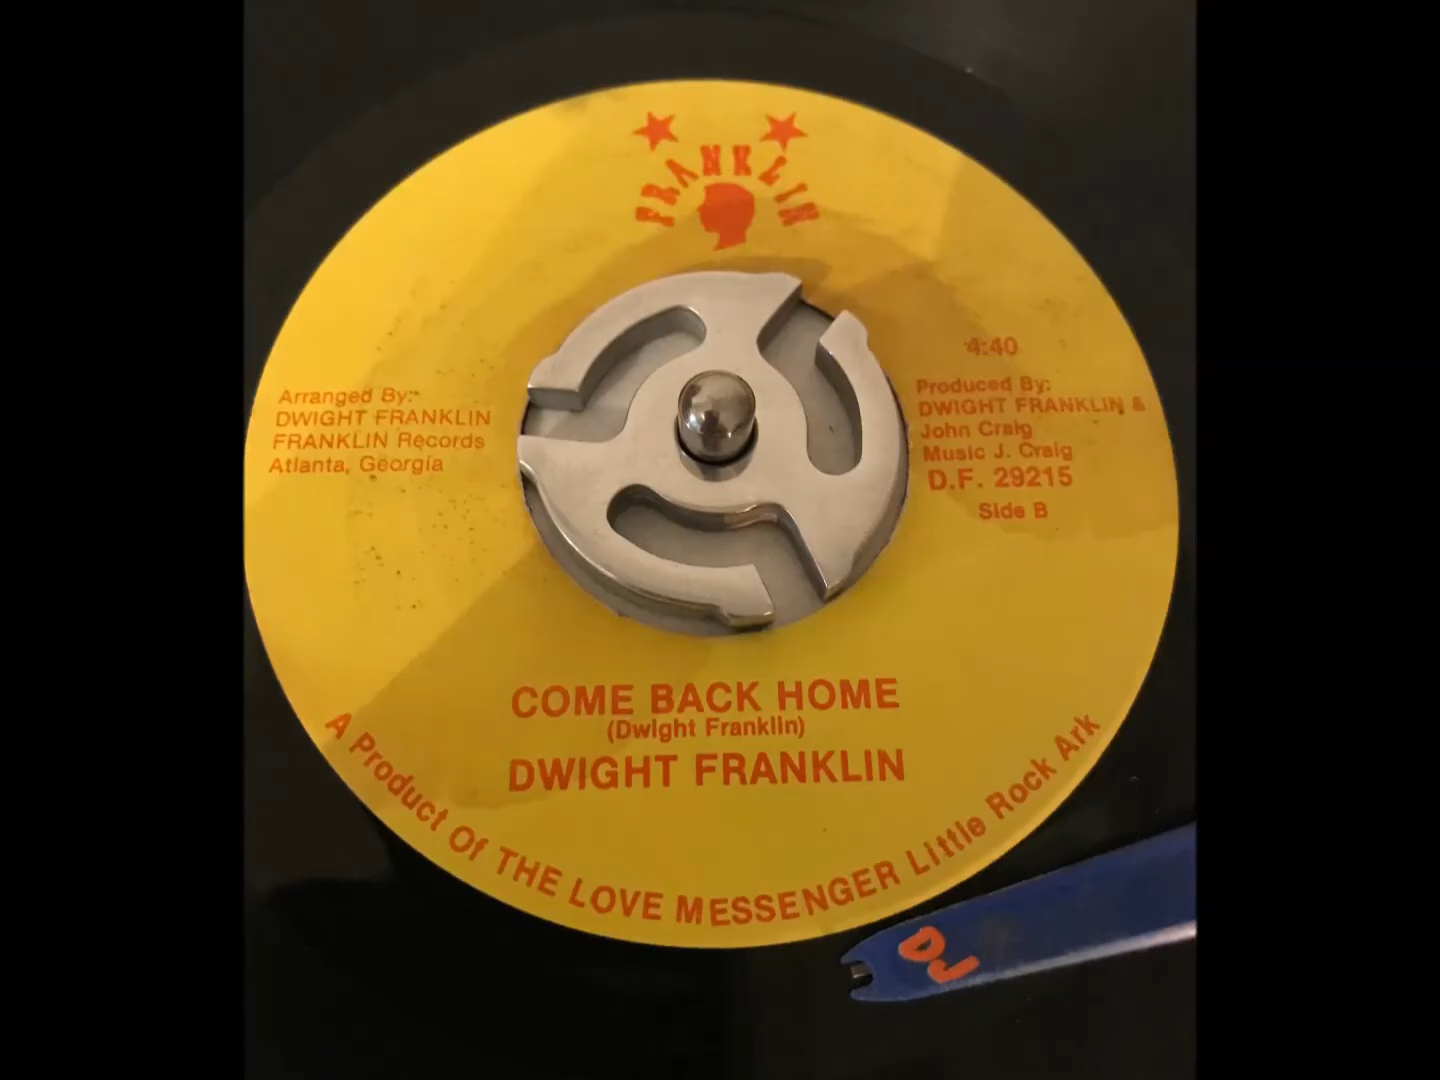 FRANKLIN
4:40
Arranged By:
DWIGHT FRANKLIN
FRANKLIN Records
Atlanta, Georgia
Produced By:
DWIGHT FRANKLIN &
John Craig
Music J. Craig
D.F. 29215
Side B
COME BACK HOME
(Dwight Franklin)
DWIGHT FRANKLIN
A Product Of THE LOVE MESSENGER Little Rock Ark
DJ